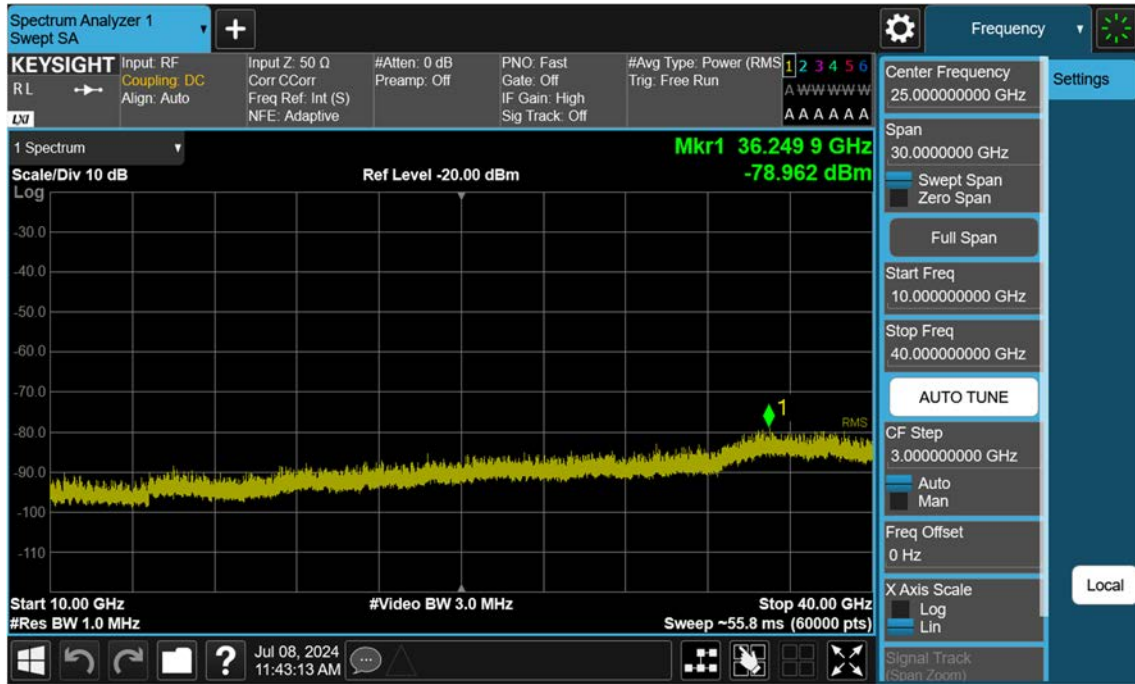 Spectrum Analyzer 1
Swept SA
Frequency
KEYSIGHT
RL
LXI
Input: RF
Coupling: DC
Align: Auto
Input Z: 50 Ω
Corr CCorr
Freq Ref: Int (S)
NFE: Adaptive
#Atten: 0 dB
Preamp: Off
PNO: Fast
Gate: Off
IF Gain: High
Sig Track: Off
#Avg Type: Power (RMS
Trig: Free Run
1 2 3 4 5 6
A W W W W W
A A A A A A
1 Spectrum
Mkr1 36.249 9 GHz
Scale/Div 10 dB
Ref Level -20.00 dBm
-78.962 dBm
Log
-30.0
-40.0
-50.0
-60.0
-70.0
1
RMS
-80.0
-90.0
-100
-110
Start 10.00 GHz
#Video BW 3.0 MHz
Stop 40.00 GHz
#Res BW 1.0 MHz
Sweep ~55.8 ms (60000 pts)
Jul 08, 2024
11:43:13 AM
Center Frequency
25.000000000 GHz
Settings
Span
30.0000000 GHz
Swept Span
Zero Span
Full Span
Start Freq
10.000000000 GHz
Stop Freq
40.000000000 GHz
AUTO TUNE
CF Step
3.000000000 GHz
Auto
Man
Freq Offset
0 Hz
X Axis Scale
Log
Lin
Local
Signal Track
(Span Zoom)